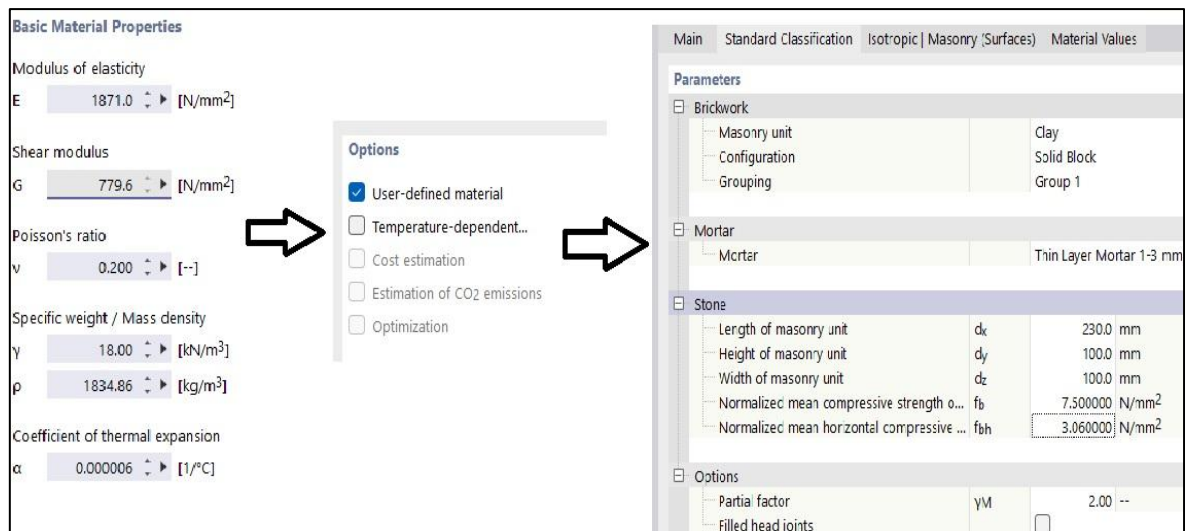 Basic Material Properties
Modulus of elasticity
E 1871.0 [N/mm2]
Shear modulus
G 779.6 [N/mm2]
Poisson's ratio
ν 0.200 [--]
Specific weight / Mass density
γ 18.00 [kN/m3]
ρ 1834.86 [kg/m3]
Coefficient of thermal expansion
α 0.000006 [1/°C]
Options
User-defined material
Temperature-dependent...
Cost estimation
Estimation of CO2 emissions
Optimization
Main Standard Classification Isotropic | Masonry (Surfaces) Material Values
Parameters
Brickwork
Masonry unit Clay
Configuration Solid Block
Grouping Group 1
Mortar
Mortar Thin Layer Mortar 1-3 mm
Stone
Length of masonry unit dx 230.0 mm
Height of masonry unit dy 100.0 mm
Width of masonry unit dz 100.0 mm
Normalized mean compressive strength o... fb 7.500000 N/mm2
Normalized mean horizontal compressive ... fbh 3.060000 N/mm2
Options
Partial factor γM 2.00 --
Filled head joints